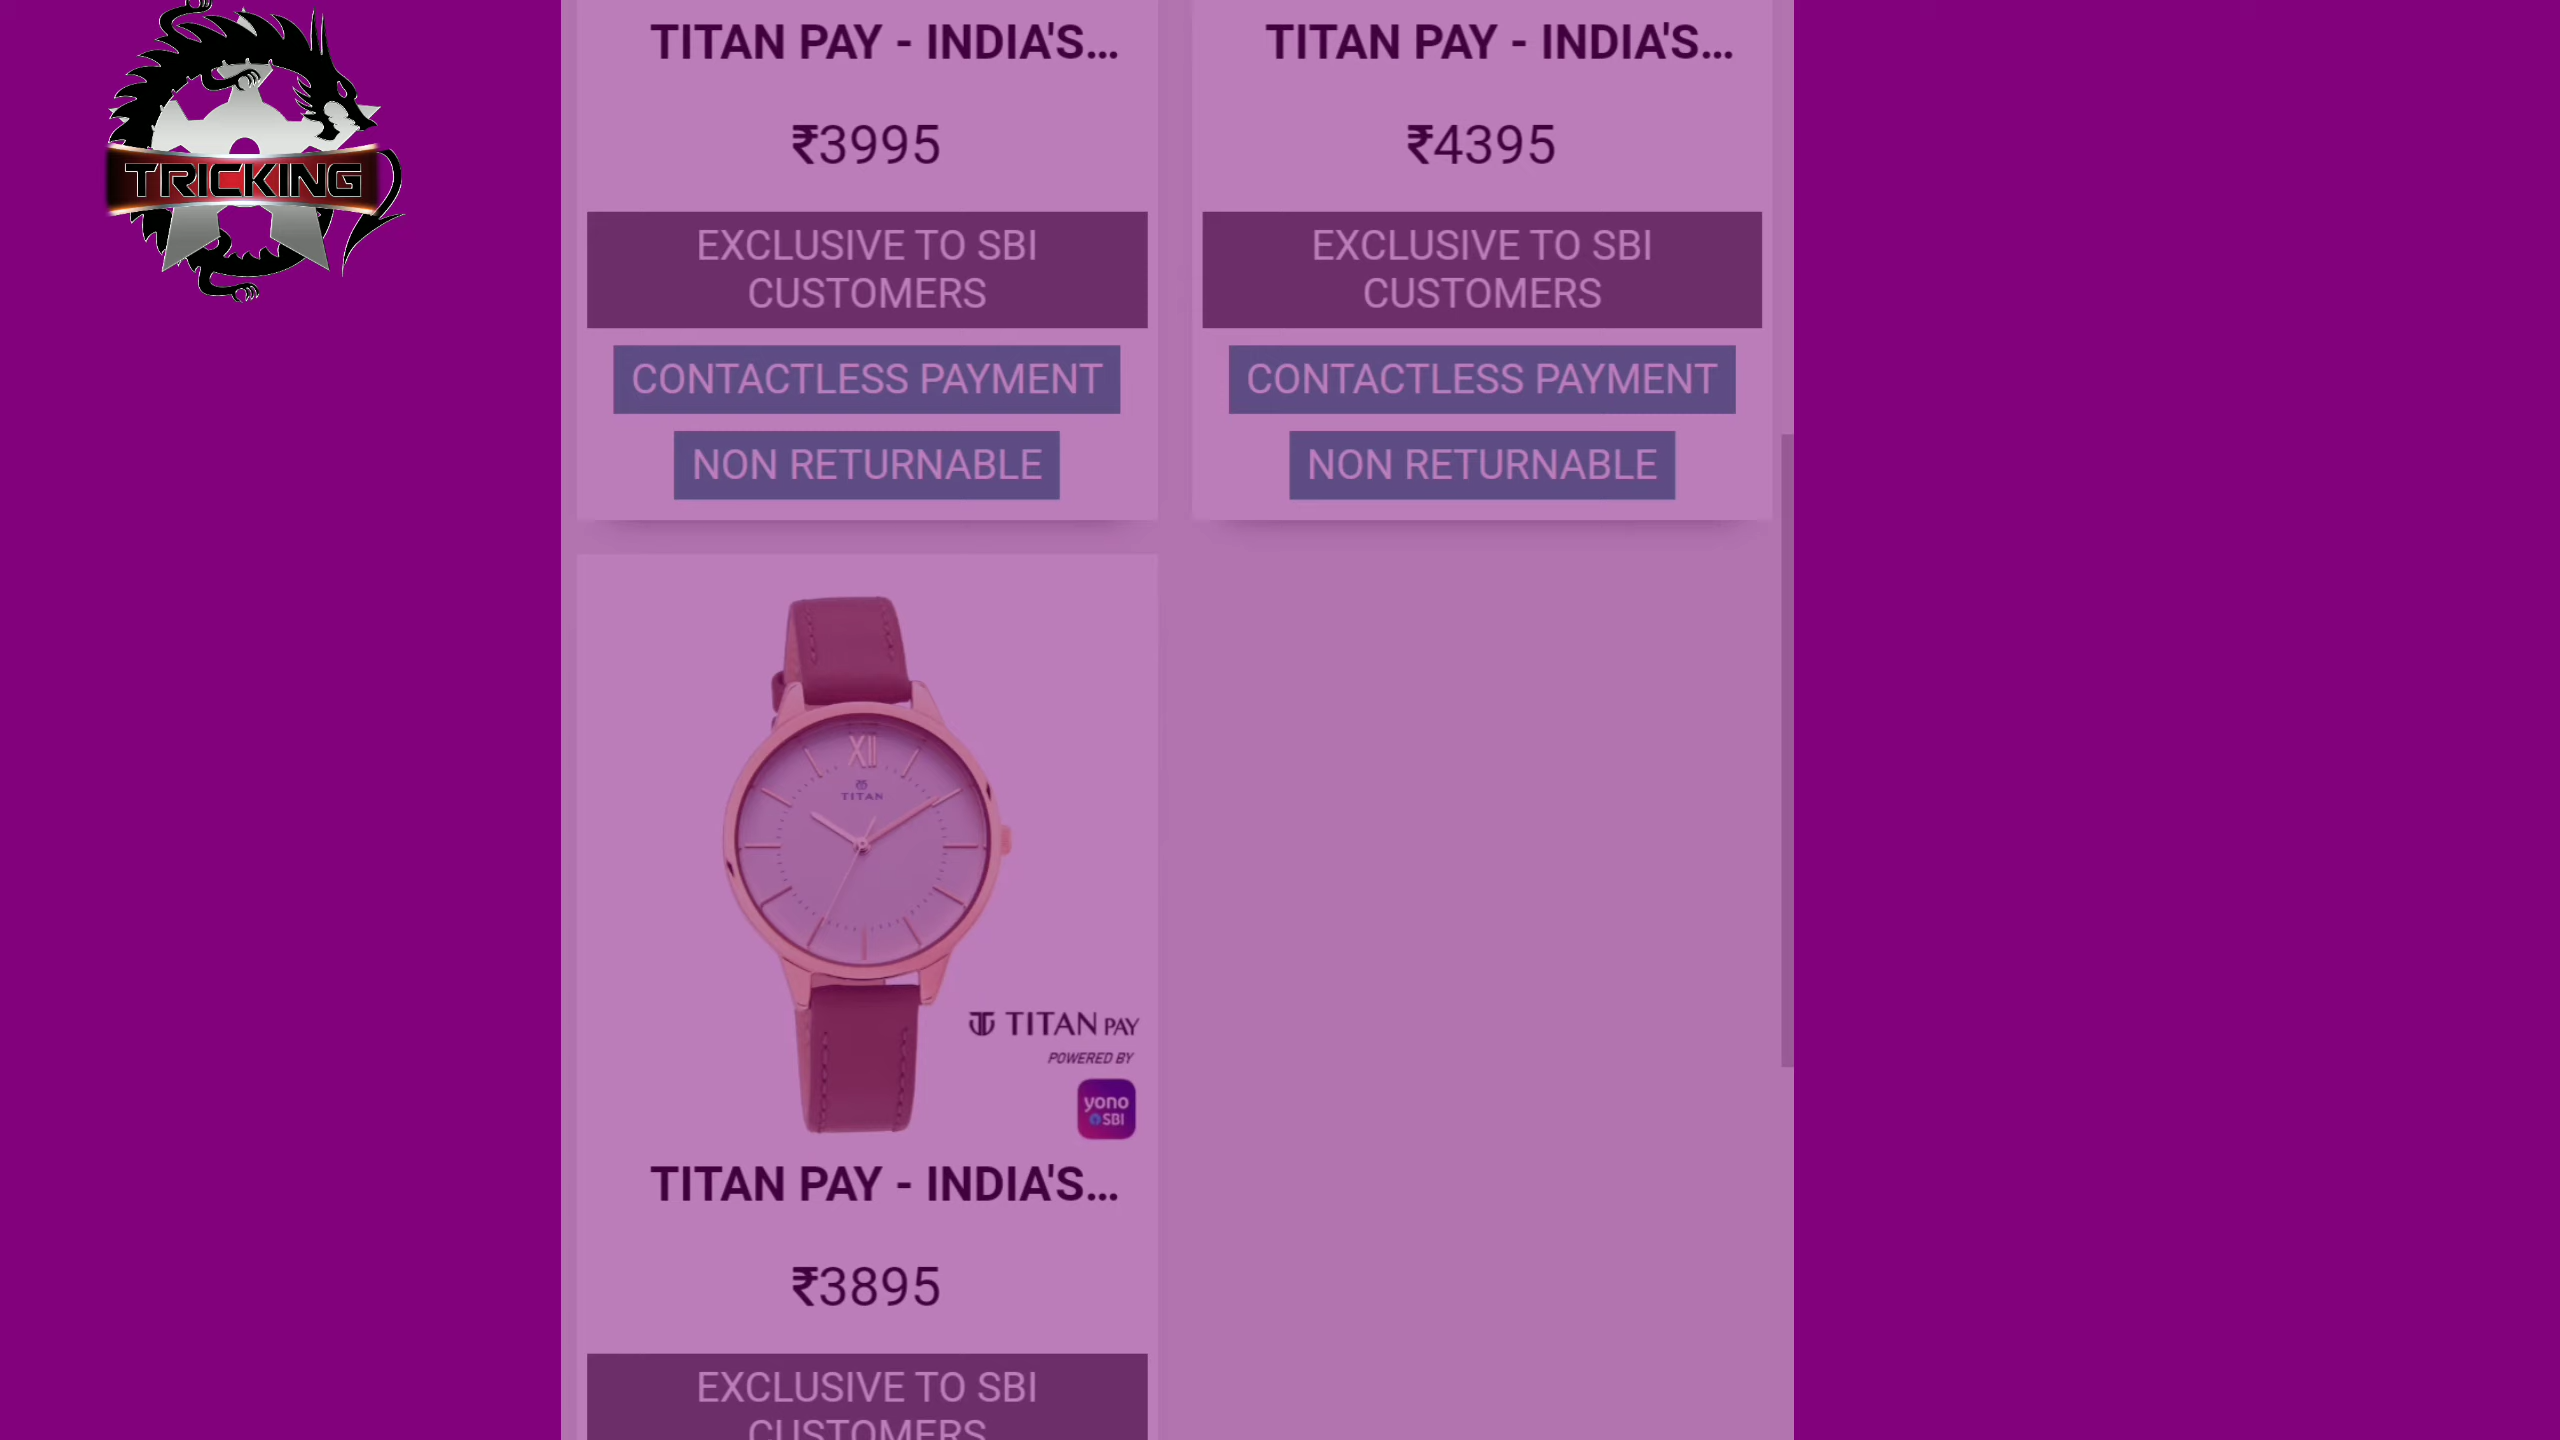 TRICKING
TITAN PAY - INDIA'S...
₹3995
EXCLUSIVE TO SBI
CUSTOMERS
CONTACTLESS PAYMENT
NON RETURNABLE
TITAN PAY - INDIA'S...
₹4395
EXCLUSIVE TO SBI
CUSTOMERS
CONTACTLESS PAYMENT
NON RETURNABLE
XII
TITAN
TITAN PAY
POWERED BY
yono
SBI
TITAN PAY - INDIA'S...
₹3895
EXCLUSIVE TO SBI
CUSTOMERS